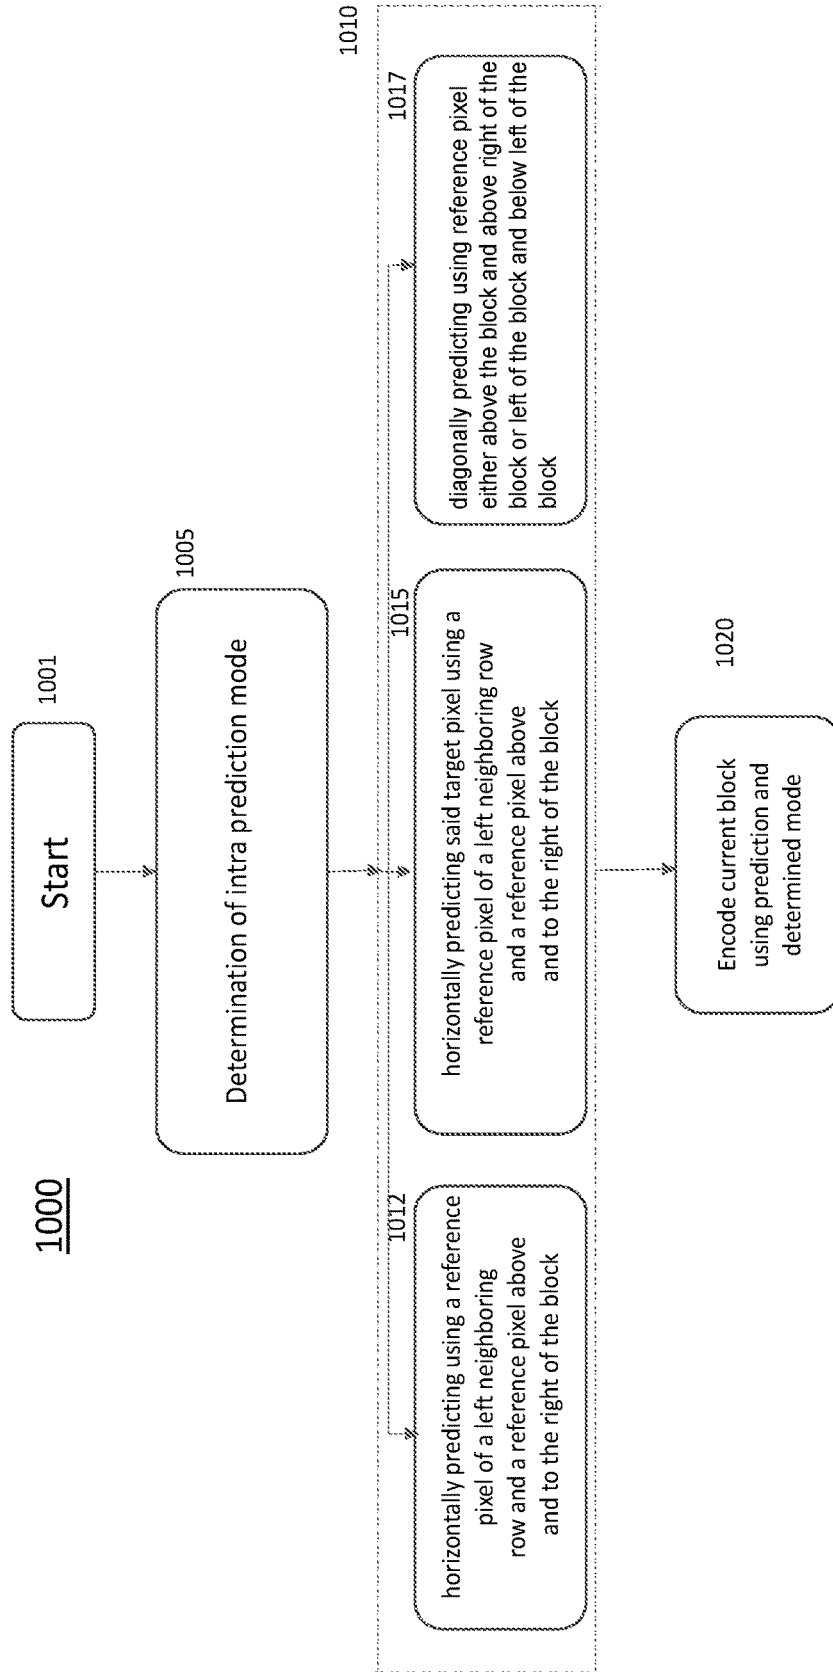 1000
Start
1001
Determination of intra prediction mode
1005
1010
1012
horizontally predicting using a reference
pixel of a left neighboring
row and a reference pixel above
and to the right of the block
1015
horizontally predicting said target pixel using a
reference pixel of a left neighboring row
and a reference pixel above
and to the right of the block
1017
diagonally predicting using reference pixel
either above the block and above right of the
block or left of the block and below left of the
block
Encode current block
using prediction and
determined mode
1020